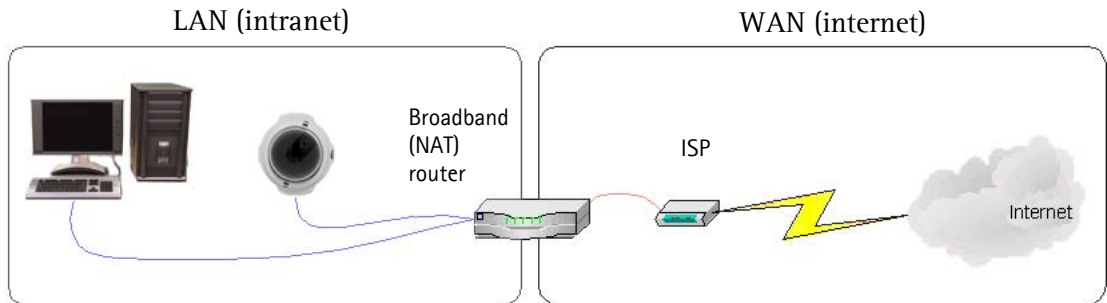 LAN (intranet)
WAN (internet)
Broadband
(NAT)
router
ISP
Internet